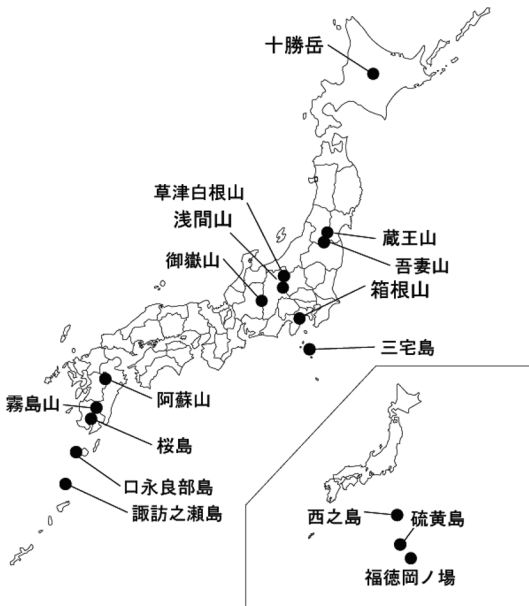 十勝岳
草津白根山
浅間山
御嶽山
蔵王山
吾妻山
箱根山
三宅島
阿蘇山
霧島山
桜島
口永良部島
諏訪之瀬島
西之島
硫黄島
福徳岡ノ場